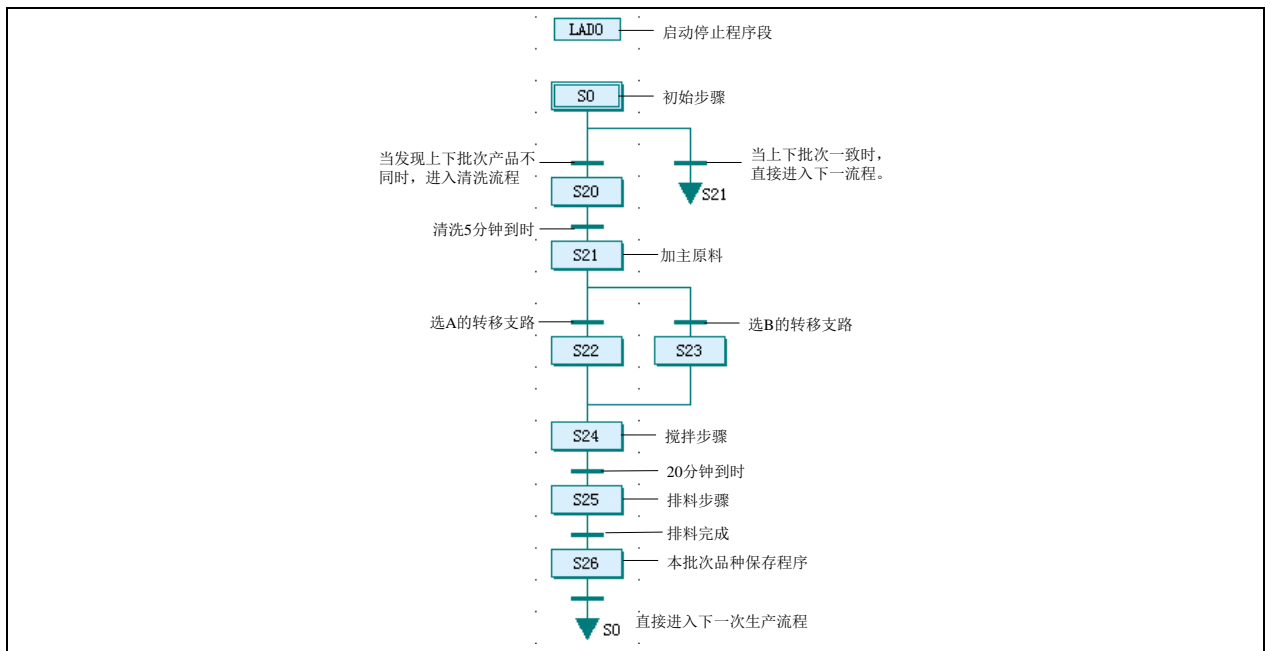 LAD0
启动停止程序段
S0
初始步骤
当发现上下批次产品不
同时，进入清洗流程
当上下批次一致时，
直接进入下一流程。
S20
S21
清洗5分钟到时
S21
加主原料
选A的转移支路
选B的转移支路
S22
S23
S24
搅拌步骤
20分钟到时
S25
排料步骤
排料完成
S26
本批次品种保存程序
S0
直接进入下一次生产流程